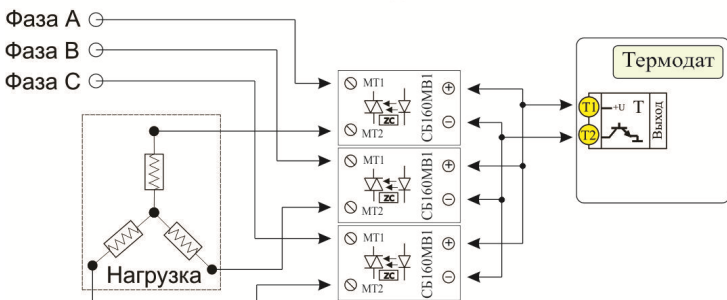 Фаза A
Фаза B
Фаза C
Нагрузка
MT1
ZC
MT2
СБ160МВ1
MT1
ZC
MT2
СБ160МВ1
MT1
ZC
MT2
СБ160МВ1
Термодат
T1
+U
T
T2
Выход